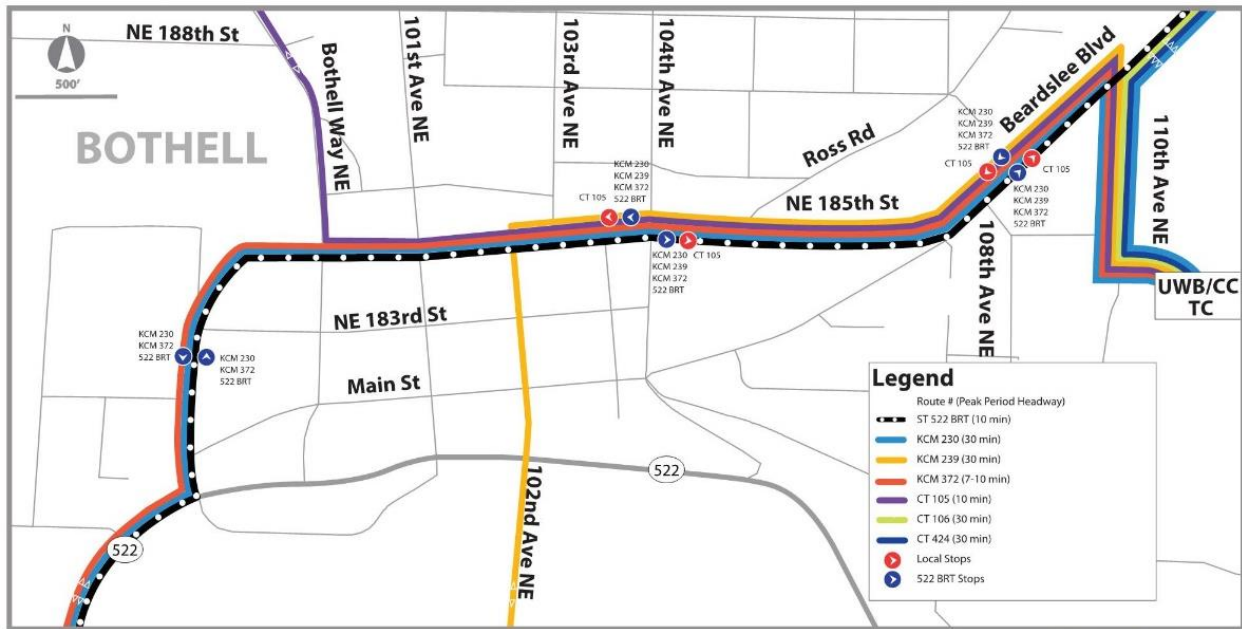 N
500'
BOTHELL
NE 188th St
Bothell Way NE
101st Ave NE
103rd Ave NE
104th Ave NE
Ross Rd
Beardslee Blvd
110th Ave NE
NE 185th St
108th Ave NE
UWB/CC
TC
NE 183rd St
Main St
102nd Ave NE
522
522
KCM 230
KCM 239
KCM 372
522 BRT
CT 105
KCM 230
KCM 239
KCM 372
522 BRT
CT 105
KCM 230
KCM 239
KCM 372
522 BRT
CT 105
CT 105
KCM 230
KCM 239
KCM 372
522 BRT
KCM 230
KCM 372
522 BRT
KCM 230
KCM 372
522 BRT
Legend
Route # (Peak Period Headway)
ST 522 BRT (10 min)
KCM 230 (30 min)
KCM 239 (30 min)
KCM 372 (7-10 min)
CT 105 (10 min)
CT 106 (30 min)
CT 424 (30 min)
Local Stops
522 BRT Stops